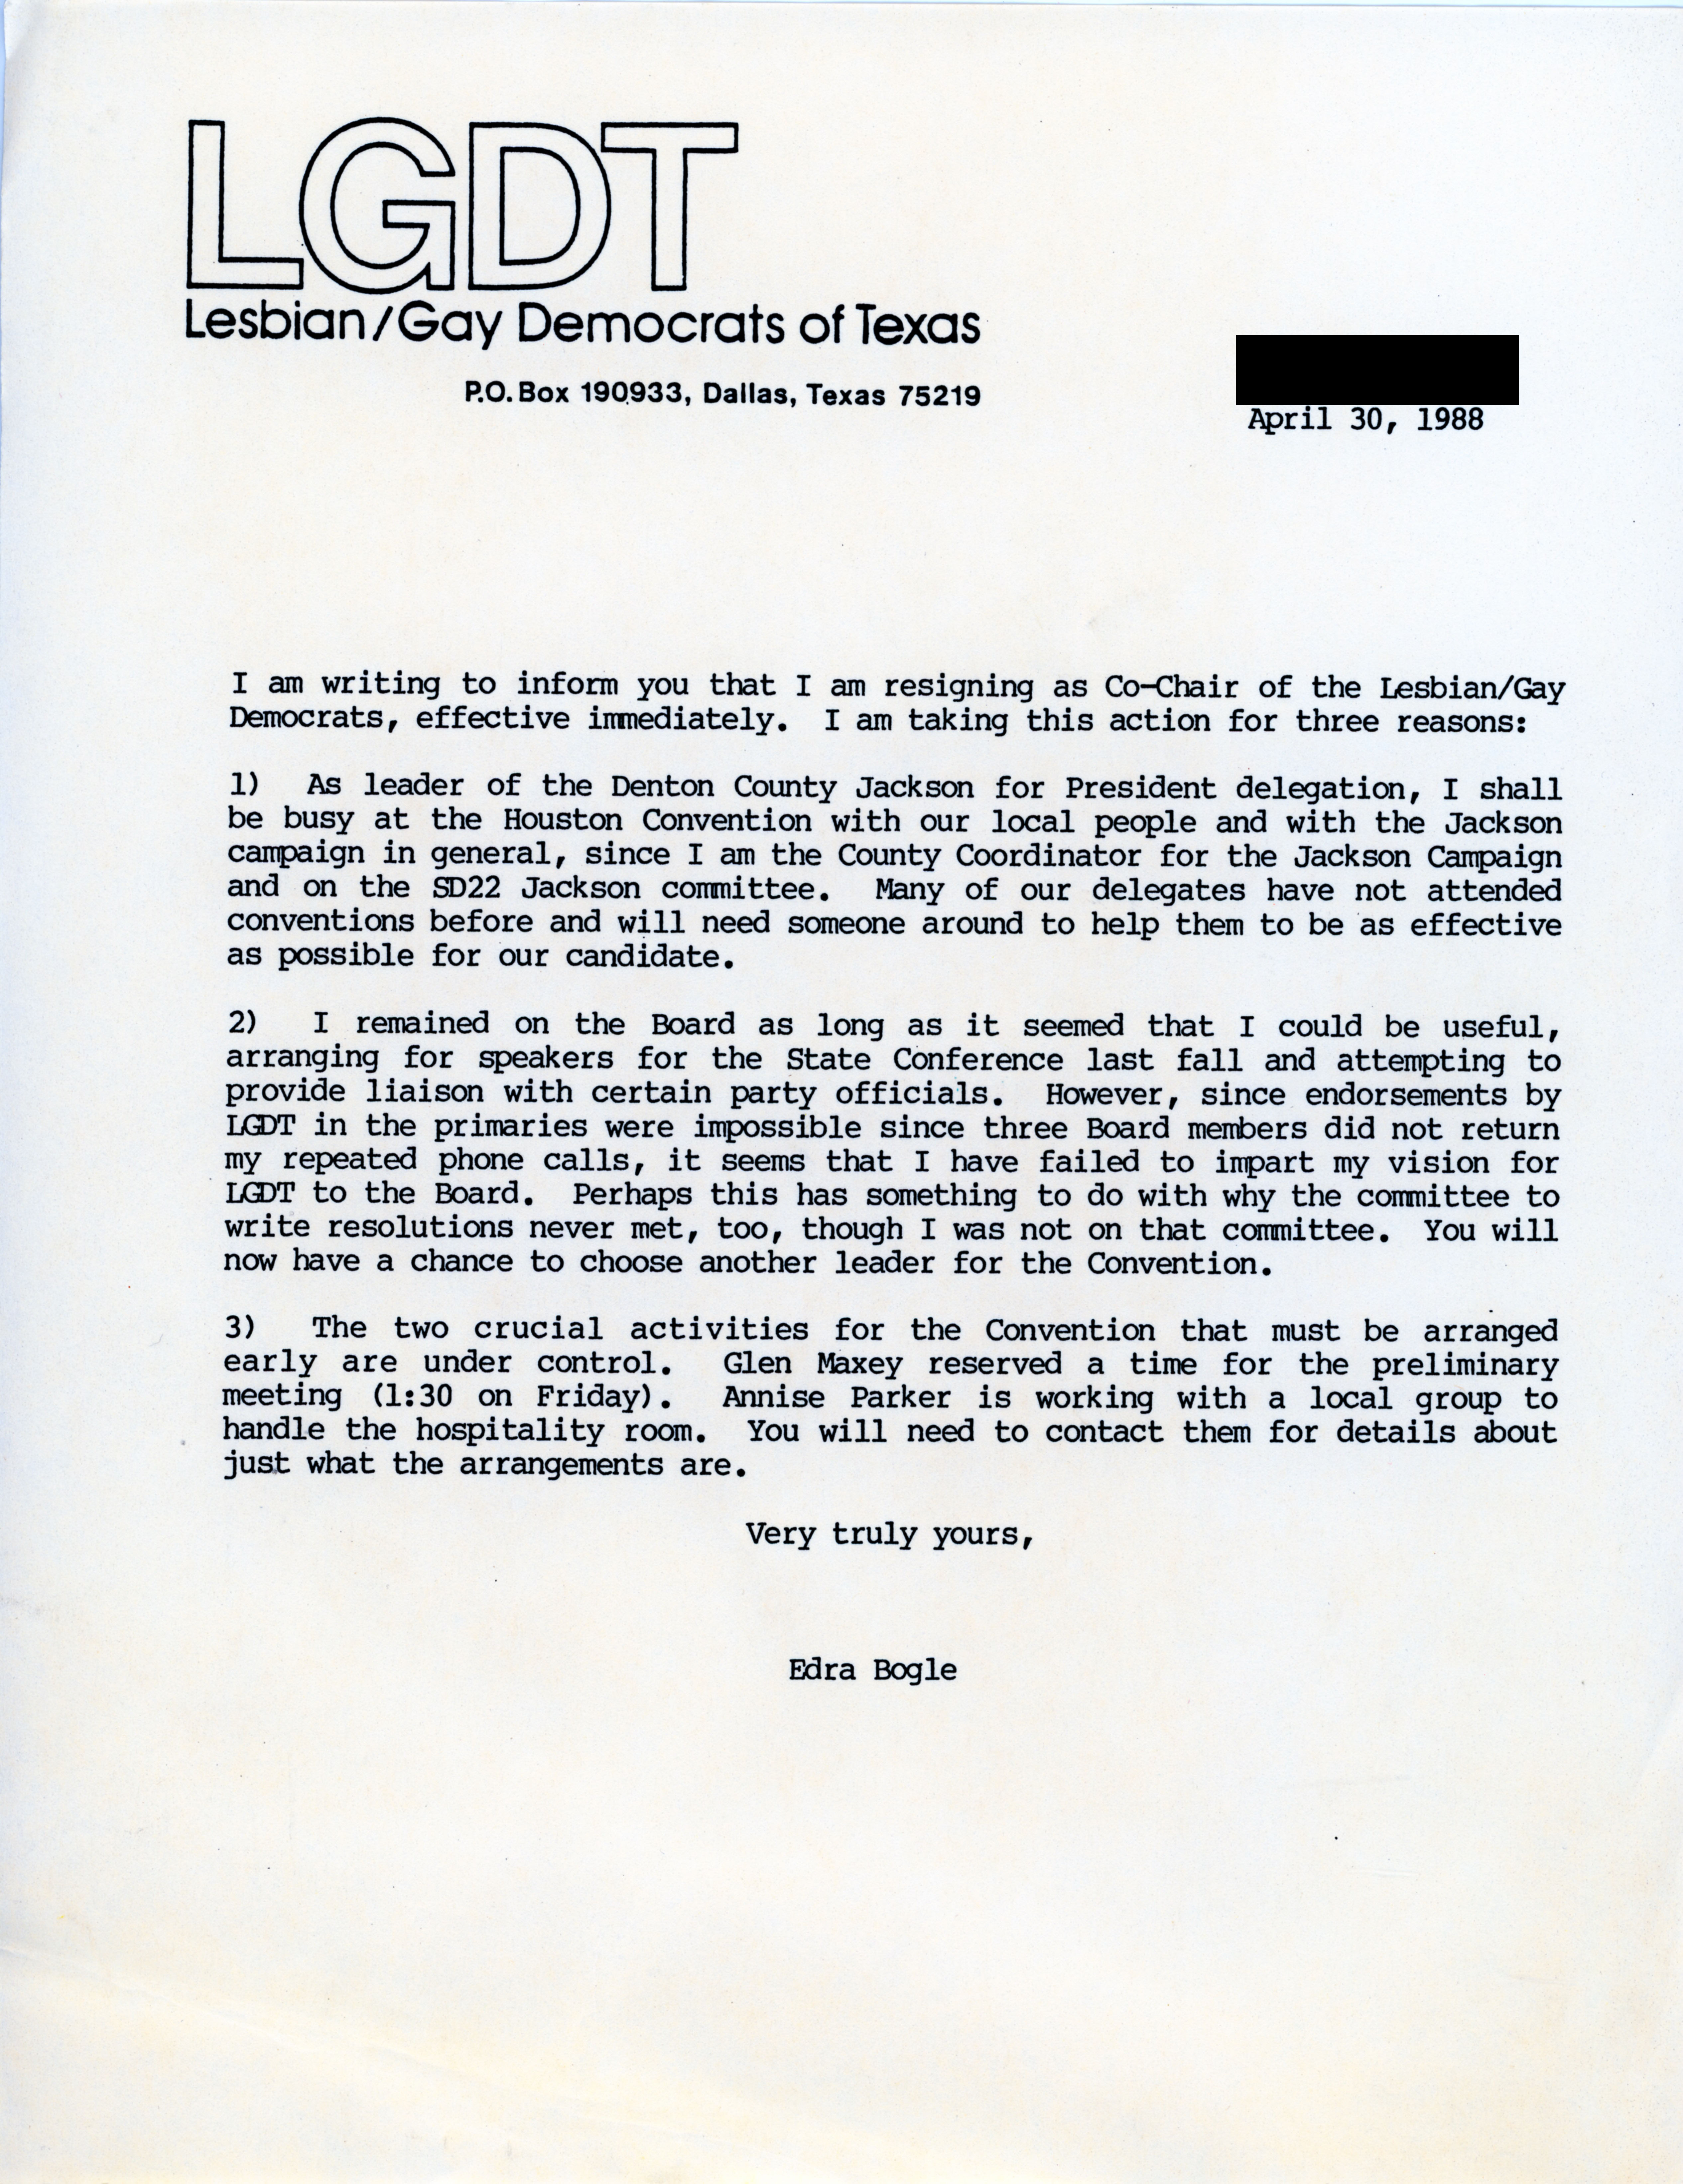 LGDT
Lesbian/Gay Democrats of Texas
P.O. Box 190933, Dallas, Texas 75219
April 30, 1988
I am writing to inform you that I am resigning as Co-Chair of the Lesbian/Gay
Democrats, effective immediately. I am taking this action for three reasons:
1) As leader of the Denton County Jackson for President delegation, I shall
be busy at the Houston Convention with our local people and with the Jackson
campaign in general, since I am the County Coordinator for the Jackson Campaign
and on the SD22 Jackson committee. Many of our delegates have not attended
conventions before and will need someone around to help them to be as effective
as possible for our candidate.
2) I remained on the Board as long as it seemed that I could be useful,
arranging for speakers for the State Conference last fall and attempting to
provide liaison with certain party officials. However, since endorsements by
LGDT in the primaries were impossible since three Board members did not return
my repeated phone calls, it seems that I have failed to impart my vision for
LGDT to the Board. Perhaps this has something to do with why the committee to
write resolutions never met, too, though I was not on that committee. You will
now have a chance to choose another leader for the Convention.
3) The two crucial activities for the Convention that must be arranged
early are under control. Glen Maxey reserved a time for the preliminary
meeting (1:30 on Friday). Annise Parker is working with a local group to
handle the hospitality room. You will need to contact them for details about
just what the arrangements are.
Very truly yours,
Edra Bogle